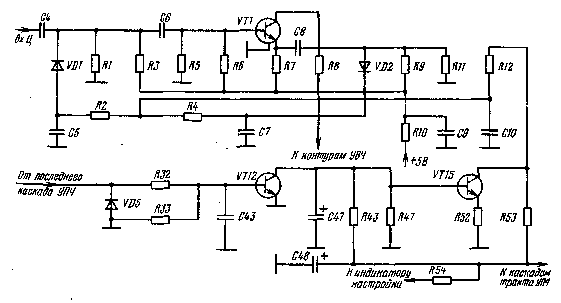 C4
C6
VT1
C8
Вх Ц
VD1
R1
R3
R5
R6
R7
R8
VD2
R9
R11
R12
R2
R4
C5
C7
R10
C9
C10
К контурам УВЧ
+5В
От последнего
каскада УПЧ
R32
VT12
VT15
VD5
R33
C43
C47
+
R43
R47
R52
R53
C48
+
К индикатору
настройки
R54
К каскадам
тракта ПЧ